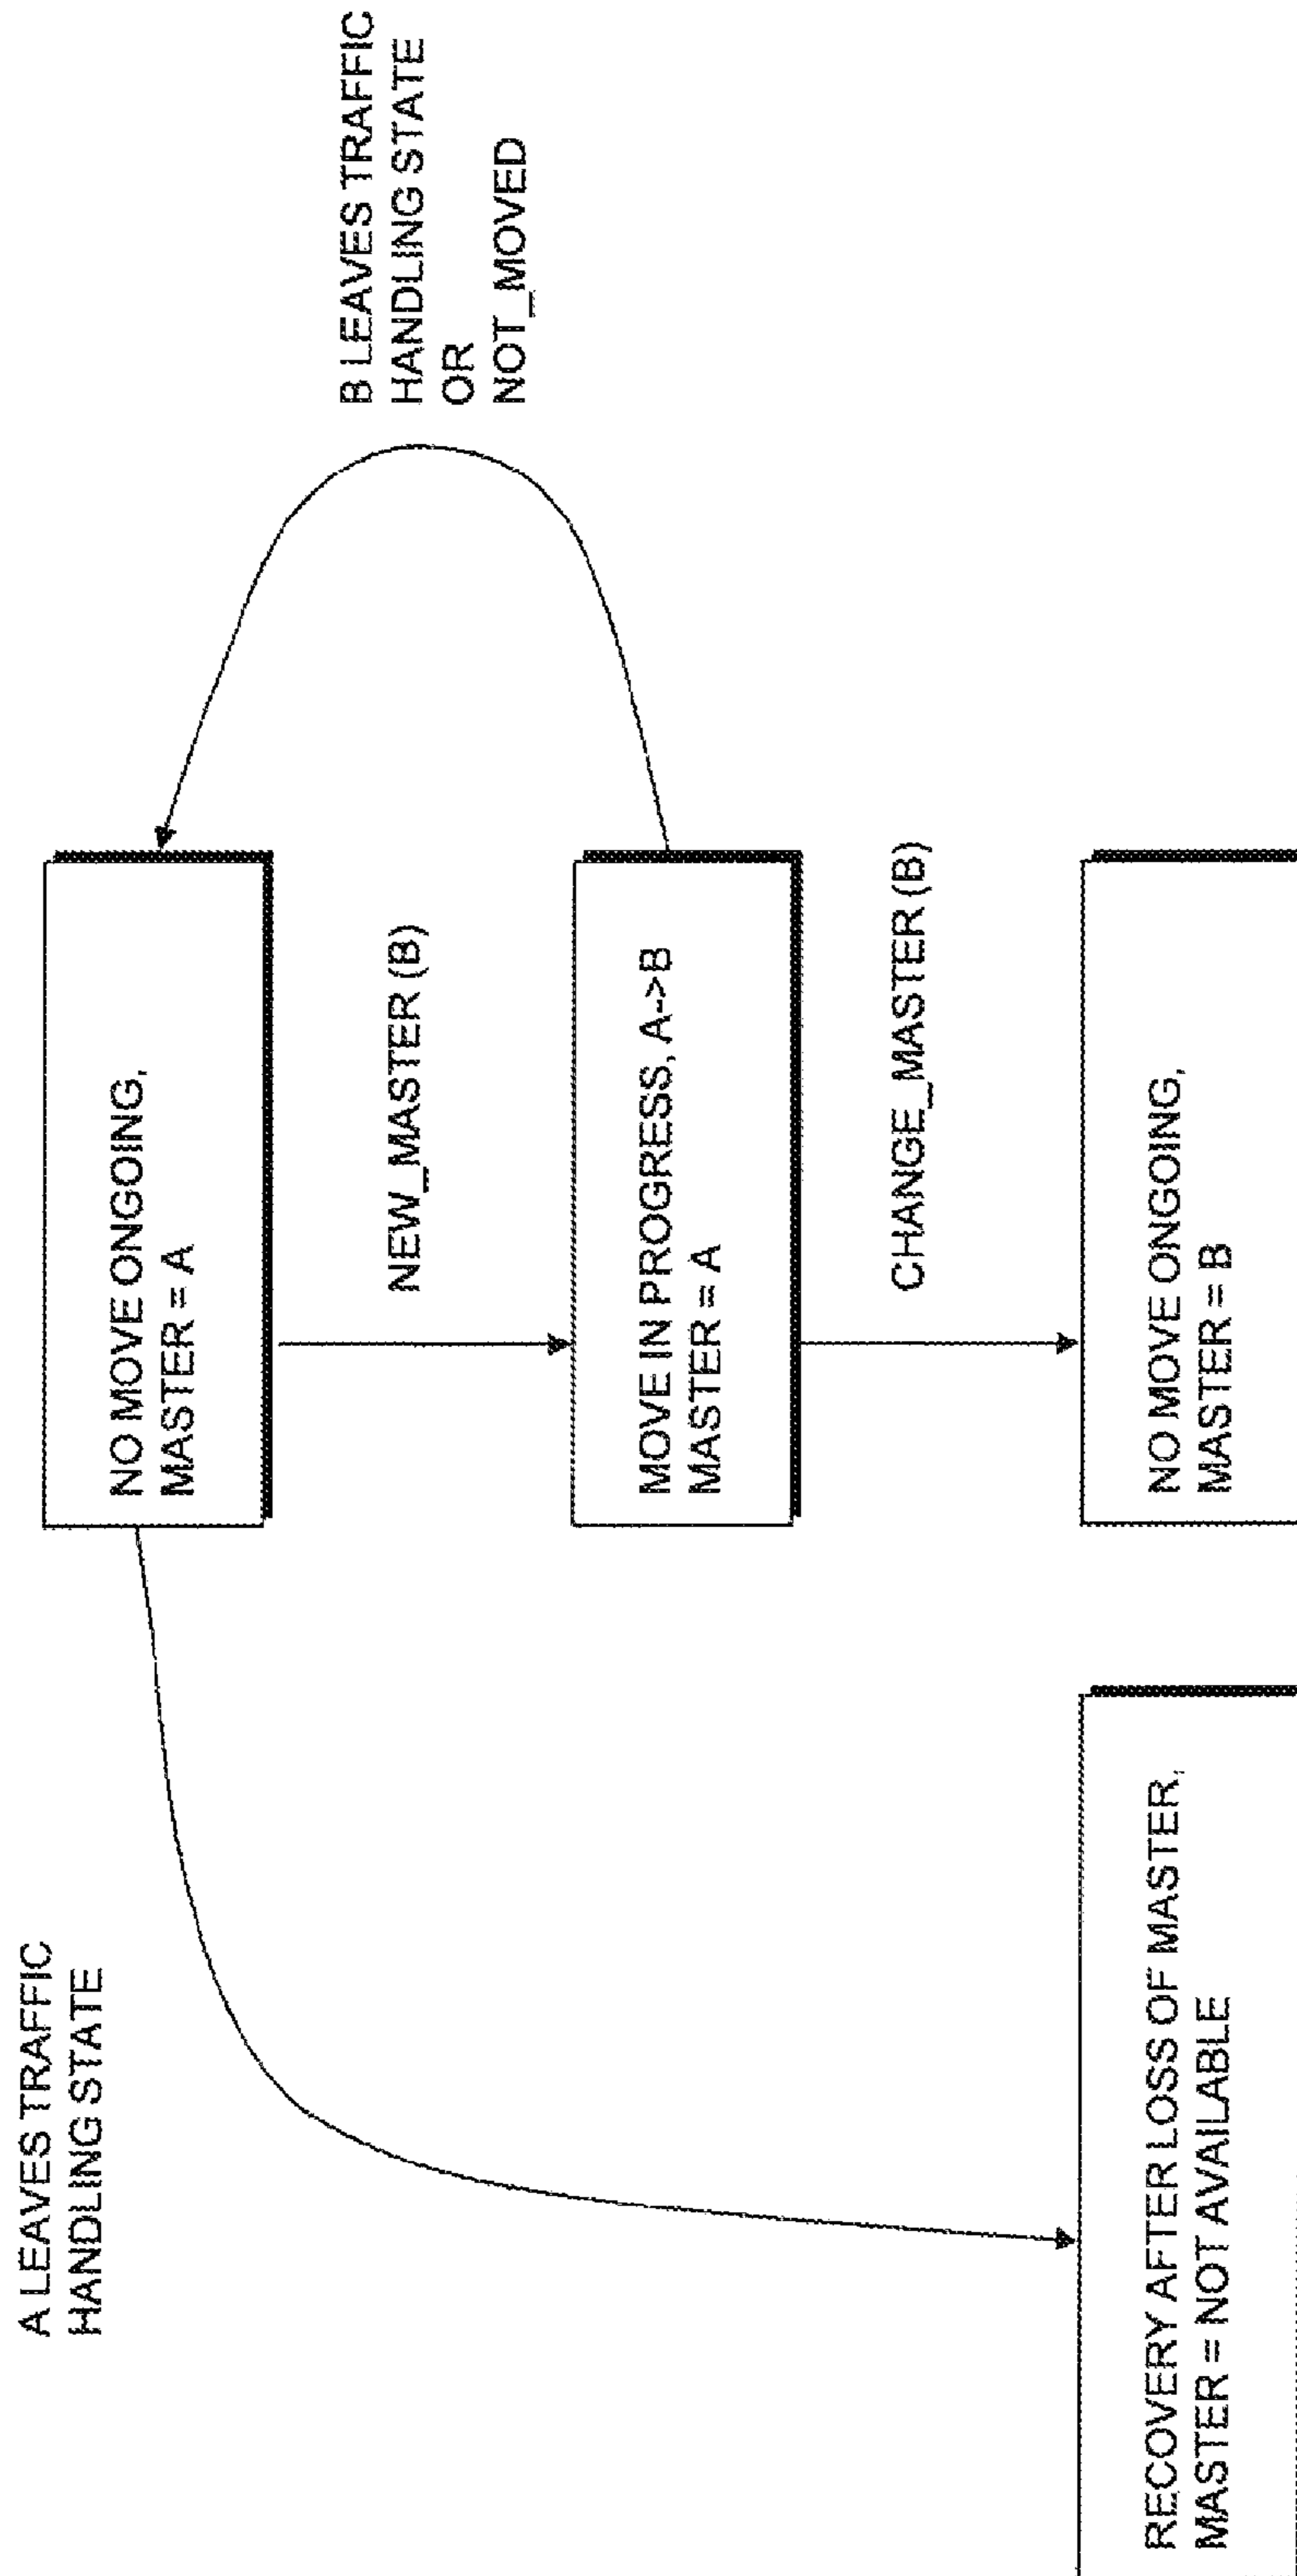 A LEAVES TRAFFIC
HANDLING STATE
NO MOVE ONGOING,
MASTER = A
B LEAVES TRAFFIC
HANDLING STATE
OR
NOT_MOVED
NEW_MASTER (B)
MOVE IN PROGRESS, A-->B
MASTER = A
CHANGE_MASTER (B)
RECOVERY AFTER LOSS OF MASTER,
MASTER = NOT AVAILABLE
NO MOVE ONGOING,
MASTER = B